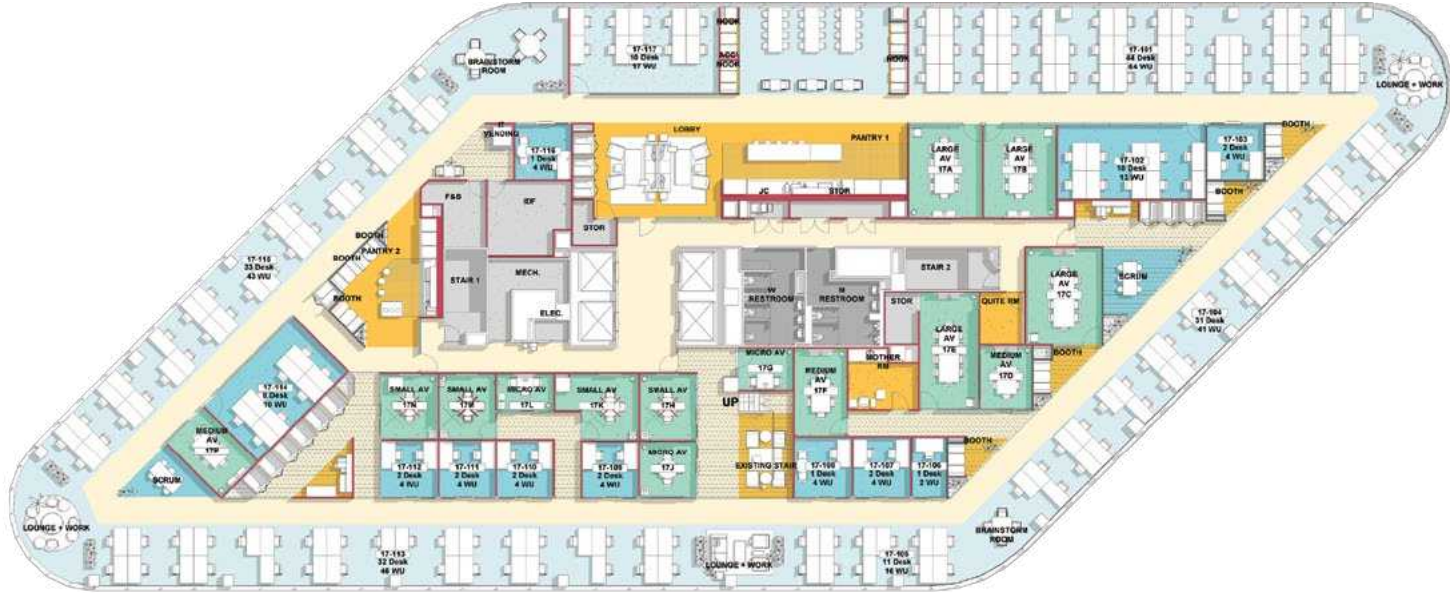 NOOK
17-117
16 Desk
17 WU
ACC.
NOOK
NOOK
17-101
44 Desk
64 WU
BRAINSTORM
ROOM
LOUNGE + WORK
IT
VENDING
17-116
1 Desk
4 WU
LOBBY
PANTRY 1
LARGE
AV
17A
LARGE
AV
17B
17-102
10 Desk
13 WU
17-103
2 Desk
4 WU
BOOTH
BOOTH
JC
STOR
F&B
IDF
STOR
BOOTH
PANTRY 2
BOOTH
BOOTH
STAIR 1
MECH.
ELEC.
W
RESTROOM
M
RESTROOM
STAIR 2
STOR
LARGE
AV
17E
QUITE RM
LARGE
AV
17C
SCRUM
17-115
33 Desk
43 WU
17-104
31 Desk
41 WU
MICRO AV
17G
MEDIUM
AV
17F
MOTHER
RM
MEDIUM
AV
17D
BOOTH
17-114
8 Desk
10 WU
MEDIUM
AV
17P
SCRUM
SMALL AV
17N
SMALL AV
17M
MICRO AV
17L
SMALL AV
17K
SMALL AV
17H
UP
17-112
2 Desk
4 WU
17-111
2 Desk
4 WU
17-110
2 Desk
4 WU
17-109
2 Desk
4 WU
MICRO AV
17J
EXISTING STAIR
17-108
1 Desk
4 WU
17-107
2 Desk
4 WU
17-106
1 Desk
2 WU
BOOTH
LOUNGE + WORK
BRAINSTORM
ROOM
17-113
32 Desk
46 WU
LOUNGE + WORK
17-105
11 Desk
16 WU